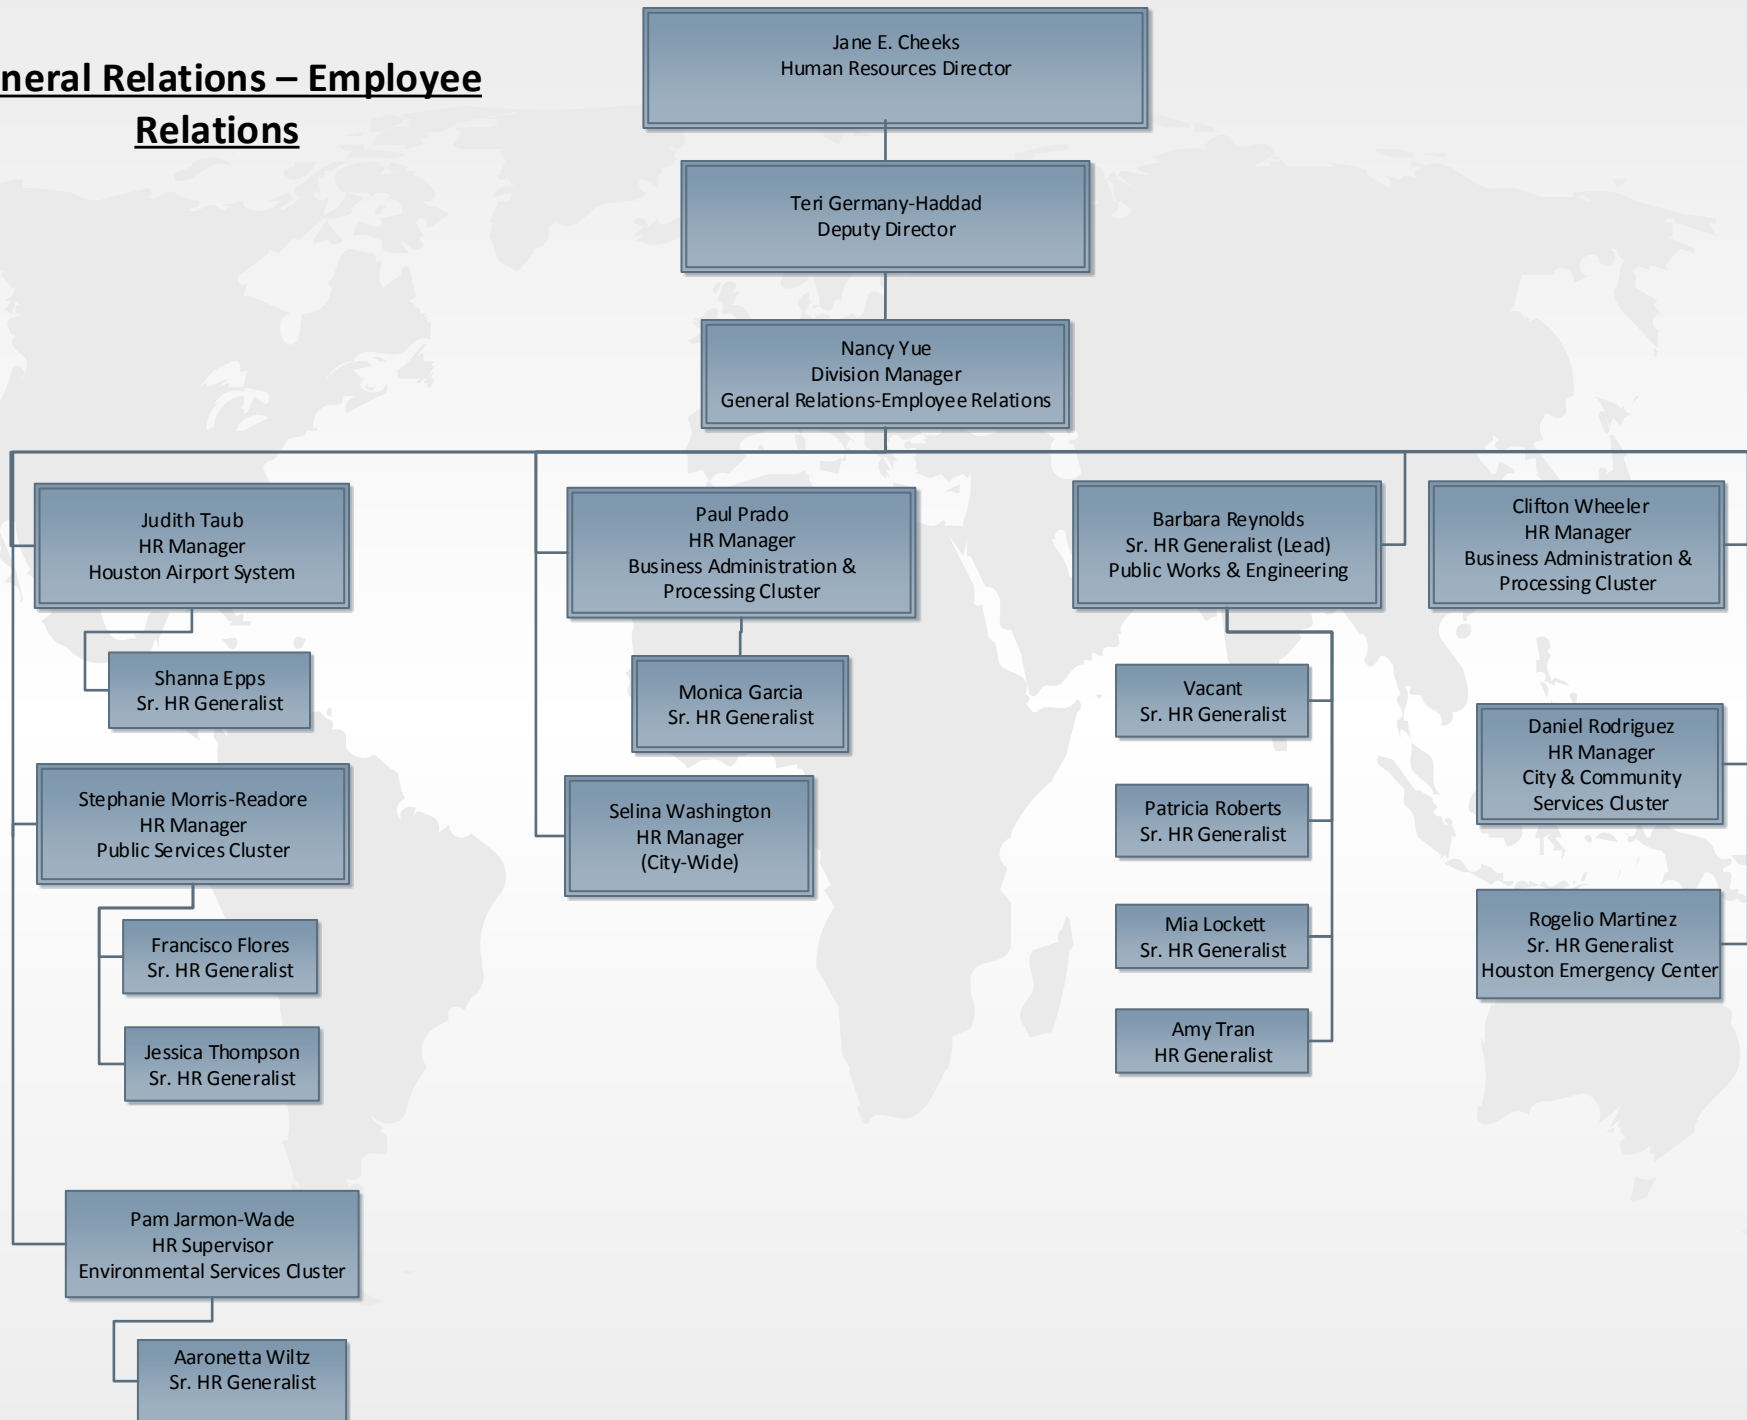 neral Relations – Employee
Relations
Jane E. Cheeks
Human Resources Director
Teri Germany-Haddad
Deputy Director
Nancy Yue
Division Manager
General Relations-Employee Relations
Judith Taub
HR Manager
Houston Airport System
Shanna Epps
Sr. HR Generalist
Stephanie Morris-Readore
HR Manager
Public Services Cluster
Francisco Flores
Sr. HR Generalist
Jessica Thompson
Sr. HR Generalist
Pam Jarmon-Wade
HR Supervisor
Environmental Services Cluster
Aaronetta Wiltz
Sr. HR Generalist
Paul Prado
HR Manager
Business Administration &
Processing Cluster
Monica Garcia
Sr. HR Generalist
Selina Washington
HR Manager
(City-Wide)
Barbara Reynolds
Sr. HR Generalist (Lead)
Public Works & Engineering
Vacant
Sr. HR Generalist
Patricia Roberts
Sr. HR Generalist
Mia Lockett
Sr. HR Generalist
Amy Tran
HR Generalist
Clifton Wheeler
HR Manager
Business Administration &
Processing Cluster
Daniel Rodriguez
HR Manager
City & Community
Services Cluster
Rogelio Martinez
Sr. HR Generalist
Houston Emergency Center